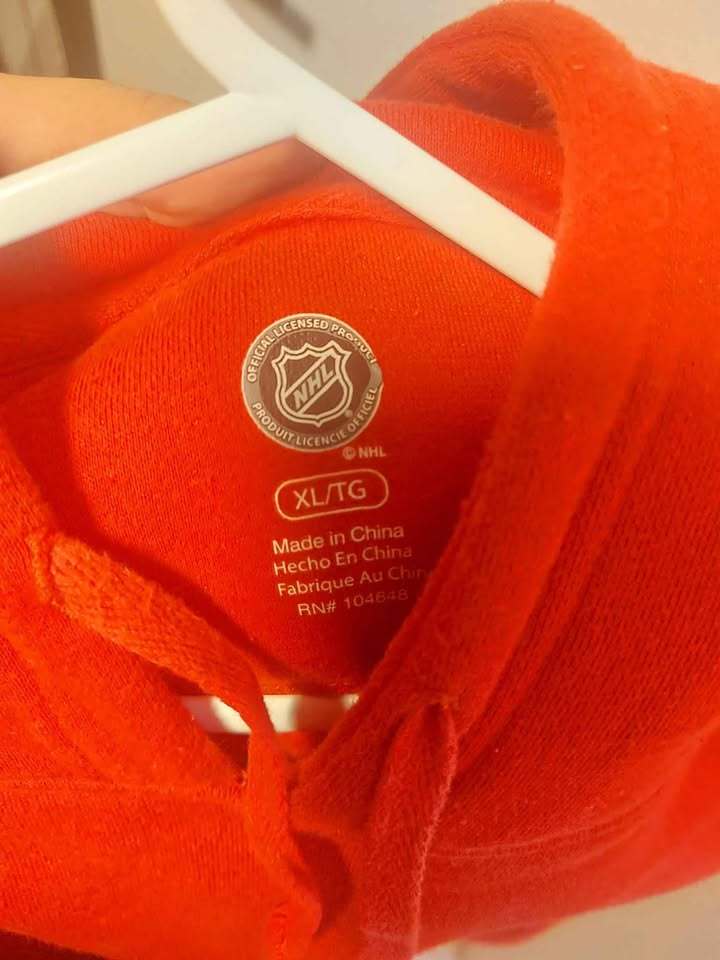 OFFICIAL LICENSED PRODUCT
NHL
PRODUIT LICENCIE OFFICIEL
© NHL
XL/TG
Made in China
Hecho En China
Fabrique Au Chin
RN# 104648